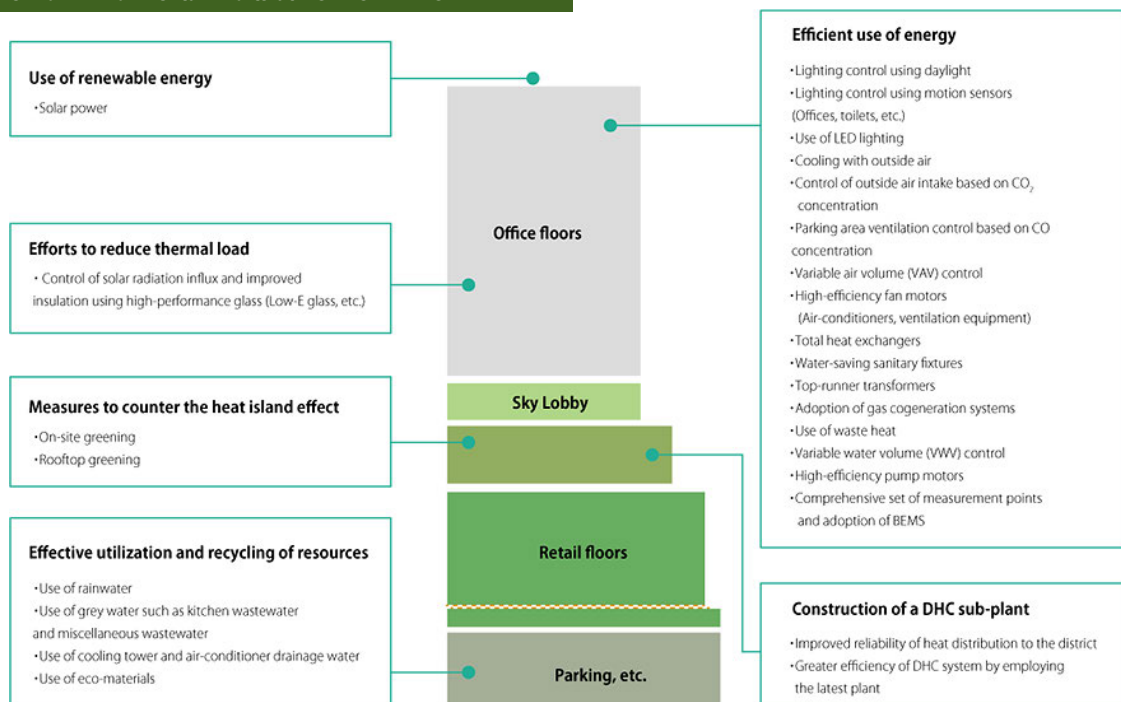 Use of renewable energy
・Solar power
Efforts to reduce thermal load
・ Control of solar radiation influx and improved
insulation using high-performance glass (Low-E glass, etc.)
Measures to counter the heat island effect
・On-site greening
・Rooftop greening
Effective utilization and recycling of resources
・Use of rainwater
・Use of grey water such as kitchen wastewater
and miscellaneous wastewater
・Use of cooling tower and air-conditioner drainage water
・Use of eco-materials
Office floors
Sky Lobby
Retail floors
Parking, etc.
Efficient use of energy
・Lighting control using daylight
・Lighting control using motion sensors
(Offices, toilets, etc.)
・Use of LED lighting
・Cooling with outside air
・Control of outside air intake based on CO₂
concentration
・Parking area ventilation control based on CO
concentration
・Variable air volume (VAV) control
・High-efficiency fan motors
(Air-conditioners, ventilation equipment)
・Total heat exchangers
・Water-saving sanitary fixtures
・Top-runner transformers
・Adoption of gas cogeneration systems
・Use of waste heat
・Variable water volume (VWV) control
・High-efficiency pump motors
・Comprehensive set of measurement points
and adoption of BEMS
Construction of a DHC sub-plant
・Improved reliability of heat distribution to the district
・Greater efficiency of DHC system by employing
the latest plant